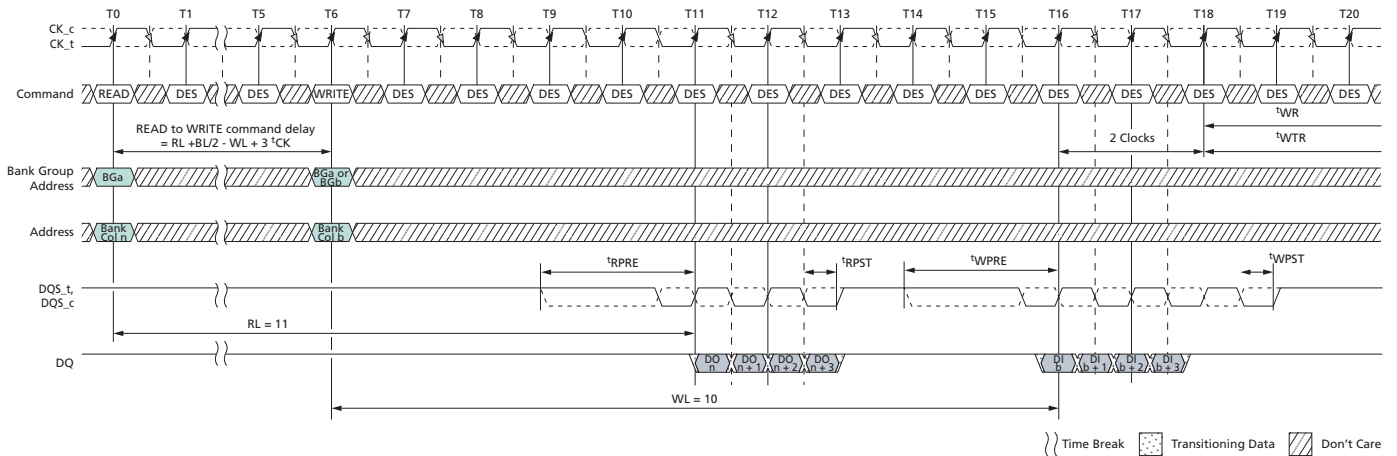 T0 T1 T5 T6 T7 T8 T9 T10 T11 T12 T13 T14 T15 T16 T17 T18 T19 T20
CK_c
CK_t
Command READ DES DES WRITE DES DES DES DES DES DES DES DES DES DES DES DES DES DES
tWR
READ to WRITE command delay
= RL +BL/2 - WL + 3 tCK
2 Clocks
tWTR
Bank Group
Address
BGa
BGa or
BGb
Address
Bank
Col n
Bank
Col b
tRPRE tRPST tWPRE tWPST
DQS_t,
DQS_c
RL = 11
DQ
DO
n
DO
n + 1
DO
n + 2
DO
n + 3
DI
b
DI
b + 1
DI
b + 2
DI
b + 3
WL = 10
Time Break Transitioning Data Don't Care